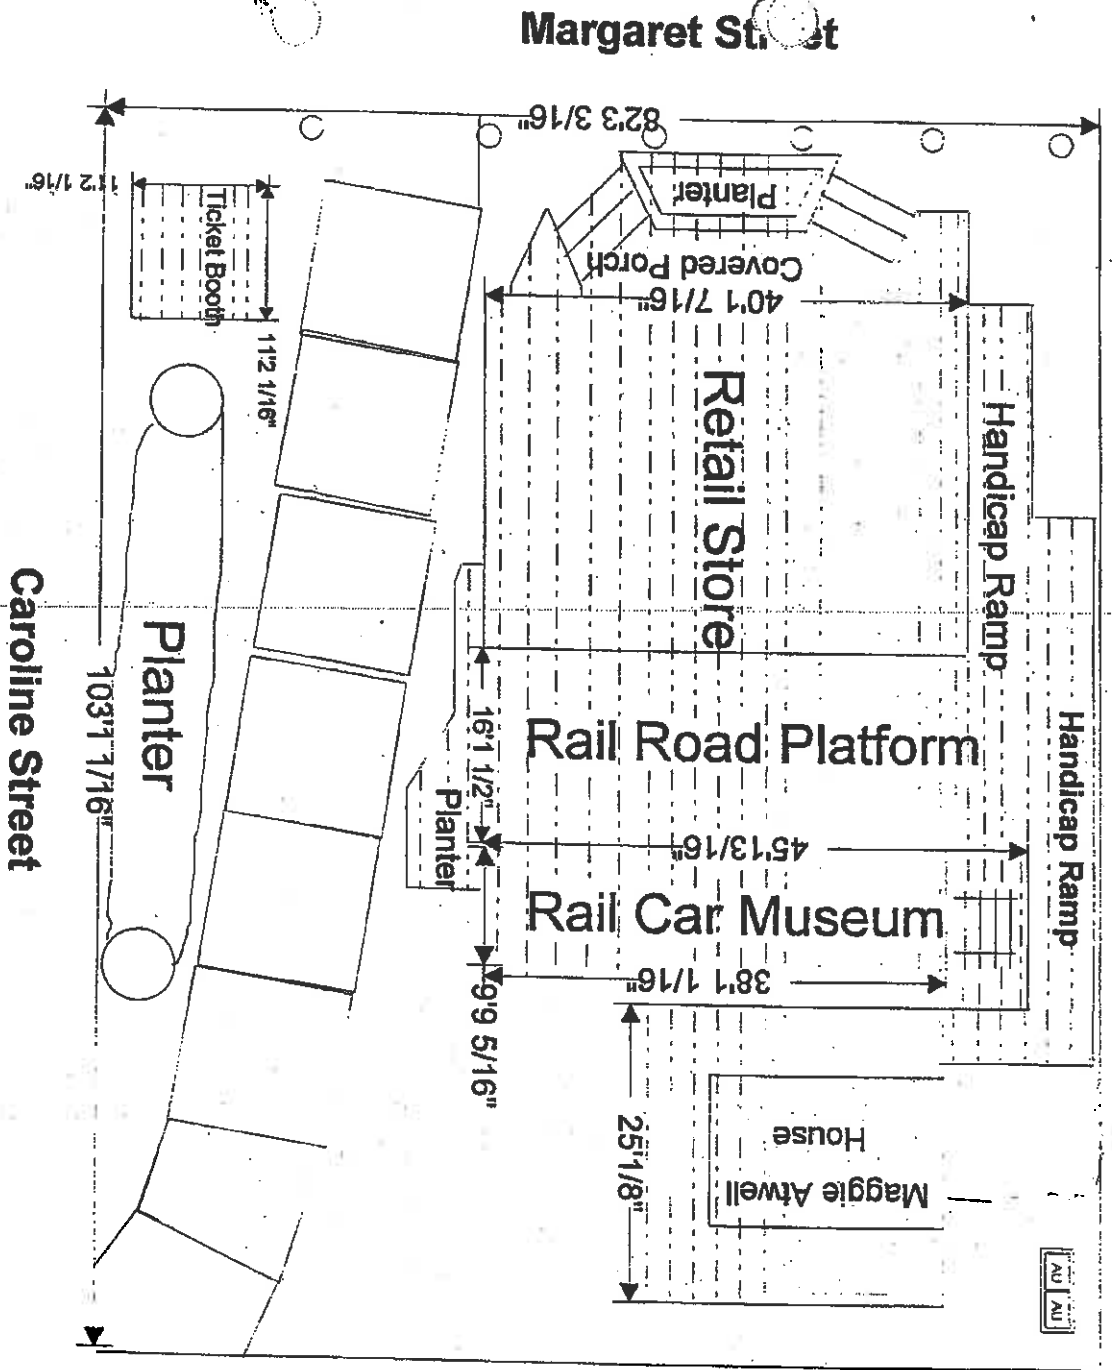 Margaret Street
82'3 3/16"
11'2 1/16"
Ticket Booth
11'2 1/16"
Planter
Covered Porch
40'1 7/16"
Retail Store
Handicap Ramp
Handicap Ramp
Caroline Street
103'1 1/16"
Planter
16'1 1/2"
Rail Road Platform
Planter
45'13/16"
Rail Car Museum
38'1 1/16"
9'9 5/16"
25'1/8"
House
Maggie Atwell
AU AU